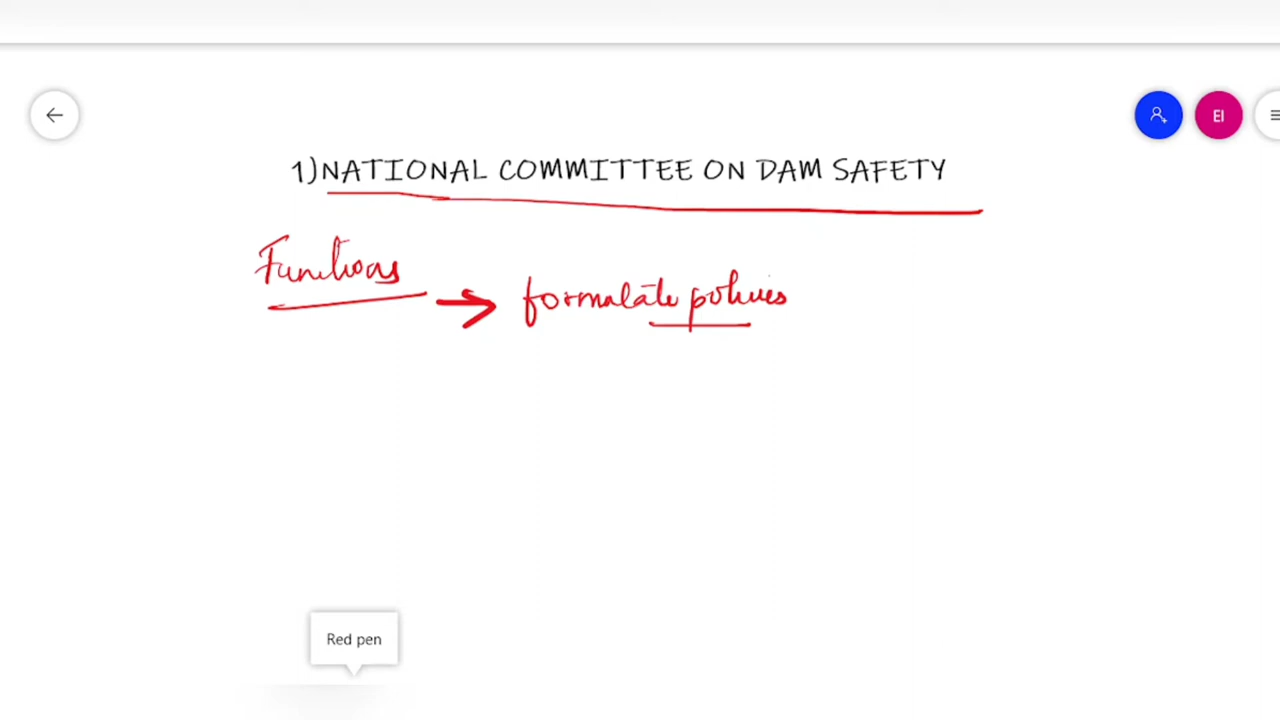 EI
1)NATIONAL COMMITTEE ON DAM SAFETY
Functions
formulate policies
Red pen